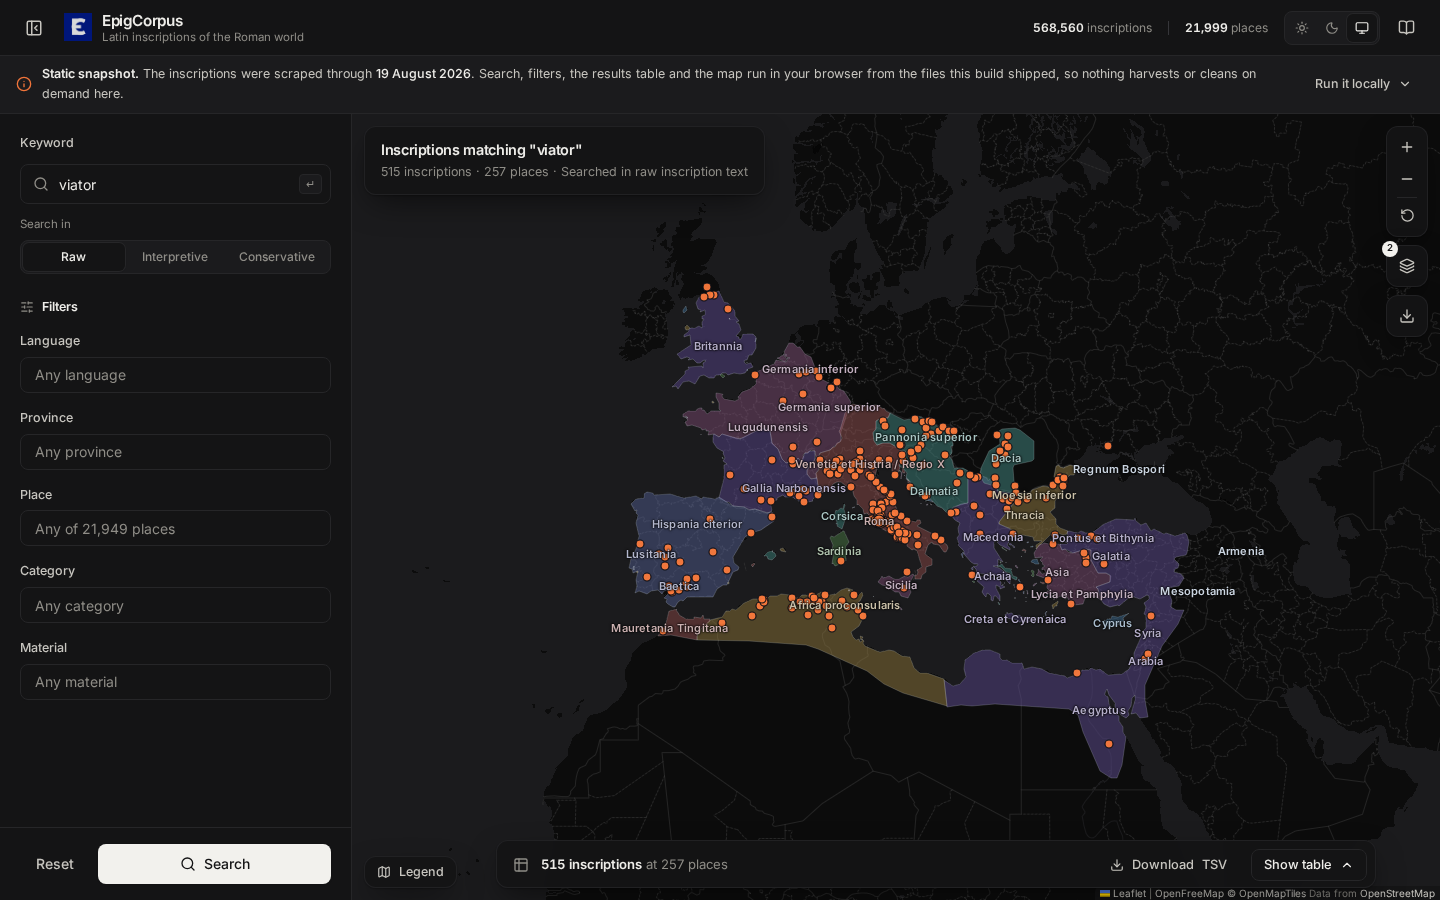 EpigCorpus
Latin inscriptions of the Roman world
568,560 inscriptions
21,999 places
Static snapshot. The inscriptions were scraped through 19 August 2026. Search, filters, the results table and the map run in your browser from the files this build shipped, so nothing harvests or cleans on
demand here.
Run it locally
Keyword
viator
Search in
Raw
Interpretive
Conservative
Filters
Language
Any language
Province
Any province
Place
Any of 21,949 places
Category
Any category
Material
Any material
Reset
Search
Inscriptions matching "viator"
515 inscriptions · 257 places · Searched in raw inscription text
2
Britannia
Germania inferior
Germania superior
Lugudunensis
Pannonia superior
Dacia
Venetia et Histria / Regio X
Regnum Bospori
Gallia Narbonensis
Dalmatia
Moesia inferior
Corsica
Roma
Thracia
Hispania citerior
Macedonia
Pontus et Bithynia
Lusitania
Sardinia
Galatia
Armenia
Baetica
Sicilia
Achaia
Asia
Lycia et Pamphylia
Mesopotamia
Africa proconsularis
Mauretania Tingitana
Creta et Cyrenaica
Cyprus
Syria
Arabia
Aegyptus
Legend
515 inscriptions at 257 places
Download TSV
Show table
Leaflet | OpenFreeMap © OpenMapTiles Data from OpenStreetMap